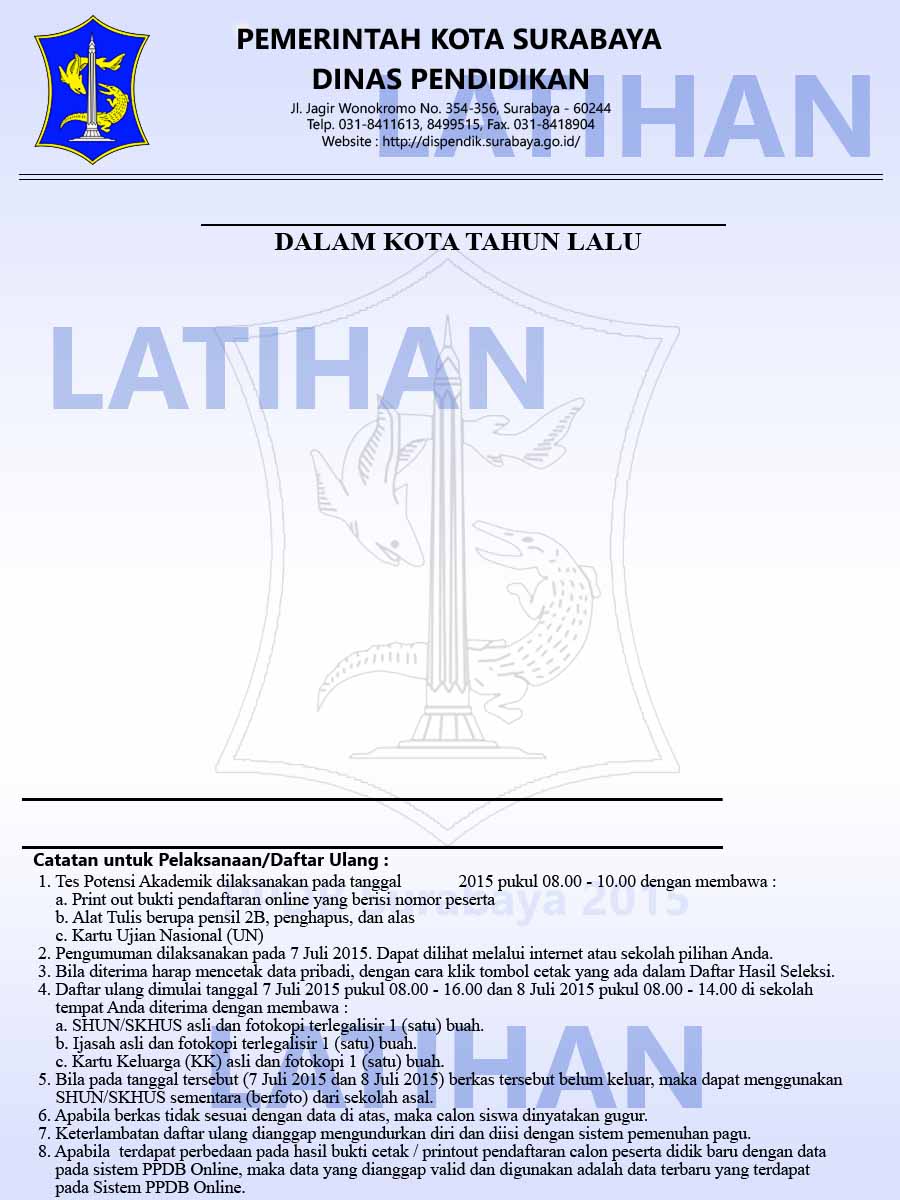 PEMERINTAH KOTA SURABAYA
DINAS PENDIDIKAN
Jl. Jagir Wonokromo No. 354-356, Surabaya - 60244
Telp. 031-8411613, 8499515, Fax. 031-8418904
Website : http://dispendik.surabaya.go.id/
LATIHAN
DALAM KOTA TAHUN LALU
LATIHAN
Catatan untuk Pelaksanaan/Daftar Ulang :
1. Tes Potensi Akademik dilaksanakan pada tanggal 2015 pukul 08.00 - 10.00 dengan membawa :
a. Print out bukti pendaftaran online yang berisi nomor peserta
b. Alat Tulis berupa pensil 2B, penghapus, dan alas
Surabaya 2015
c. Kartu Ujian Nasional (UN)
2. Pengumuman dilaksanakan pada 7 Juli 2015. Dapat dilihat melalui internet atau sekolah pilihan Anda.
3. Bila diterima harap mencetak data pribadi, dengan cara klik tombol cetak yang ada dalam Daftar Hasil Seleksi.
4. Daftar ulang dimulai tanggal 7 Juli 2015 pukul 08.00 - 16.00 dan 8 Juli 2015 pukul 08.00 - 14.00 di sekolah
tempat Anda diterima dengan membawa :
a. SHUN/SKHUS asli dan fotokopi terlegalisir 1 (satu) buah.
b. Ijasah asli dan fotokopi terlegalisir 1 (satu) buah.
c. Kartu Keluarga (KK) asli dan fotokopi 1 (satu) buah.
LATIHAN
5. Bila pada tanggal tersebut (7 Juli 2015 dan 8 Juli 2015) berkas tersebut belum keluar, maka dapat menggunakan
SHUN/SKHUS sementara (berfoto) dari sekolah asal.
6. Apabila berkas tidak sesuai dengan data di atas, maka calon siswa dinyatakan gugur.
7. Keterlambatan daftar ulang dianggap mengundurkan diri dan diisi dengan sistem pemenuhan pagu.
8. Apabila  terdapat perbedaan pada hasil bukti cetak / printout pendaftaran calon peserta didik baru dengan data
pada sistem PPDB Online, maka data yang dianggap valid dan digunakan adalah data terbaru yang terdapat
pada Sistem PPDB Online.